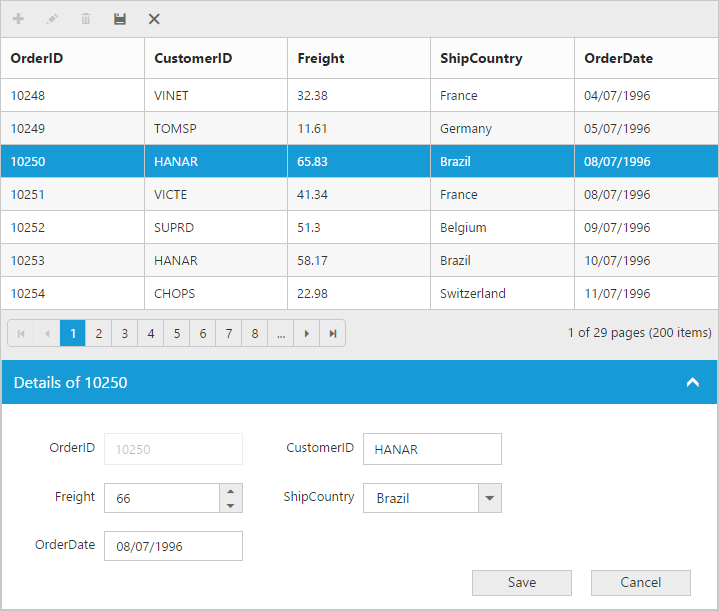 OrderID CustomerID Freight ShipCountry OrderDate
10248 VINET 32.38 France 04/07/1996
10249 TOMSP 11.61 Germany 05/07/1996
10250 HANAR 65.83 Brazil 08/07/1996
10251 VICTE 41.34 France 08/07/1996
10252 SUPRD 51.3 Belgium 09/07/1996
10253 HANAR 58.17 Brazil 10/07/1996
10254 CHOPS 22.98 Switzerland 11/07/1996
1 2 3 4 5 6 7 8 ... 1 of 29 pages (200 items)
Details of 10250
OrderID 10250 CustomerID HANAR
Freight 66 ShipCountry Brazil
OrderDate 08/07/1996
Save Cancel